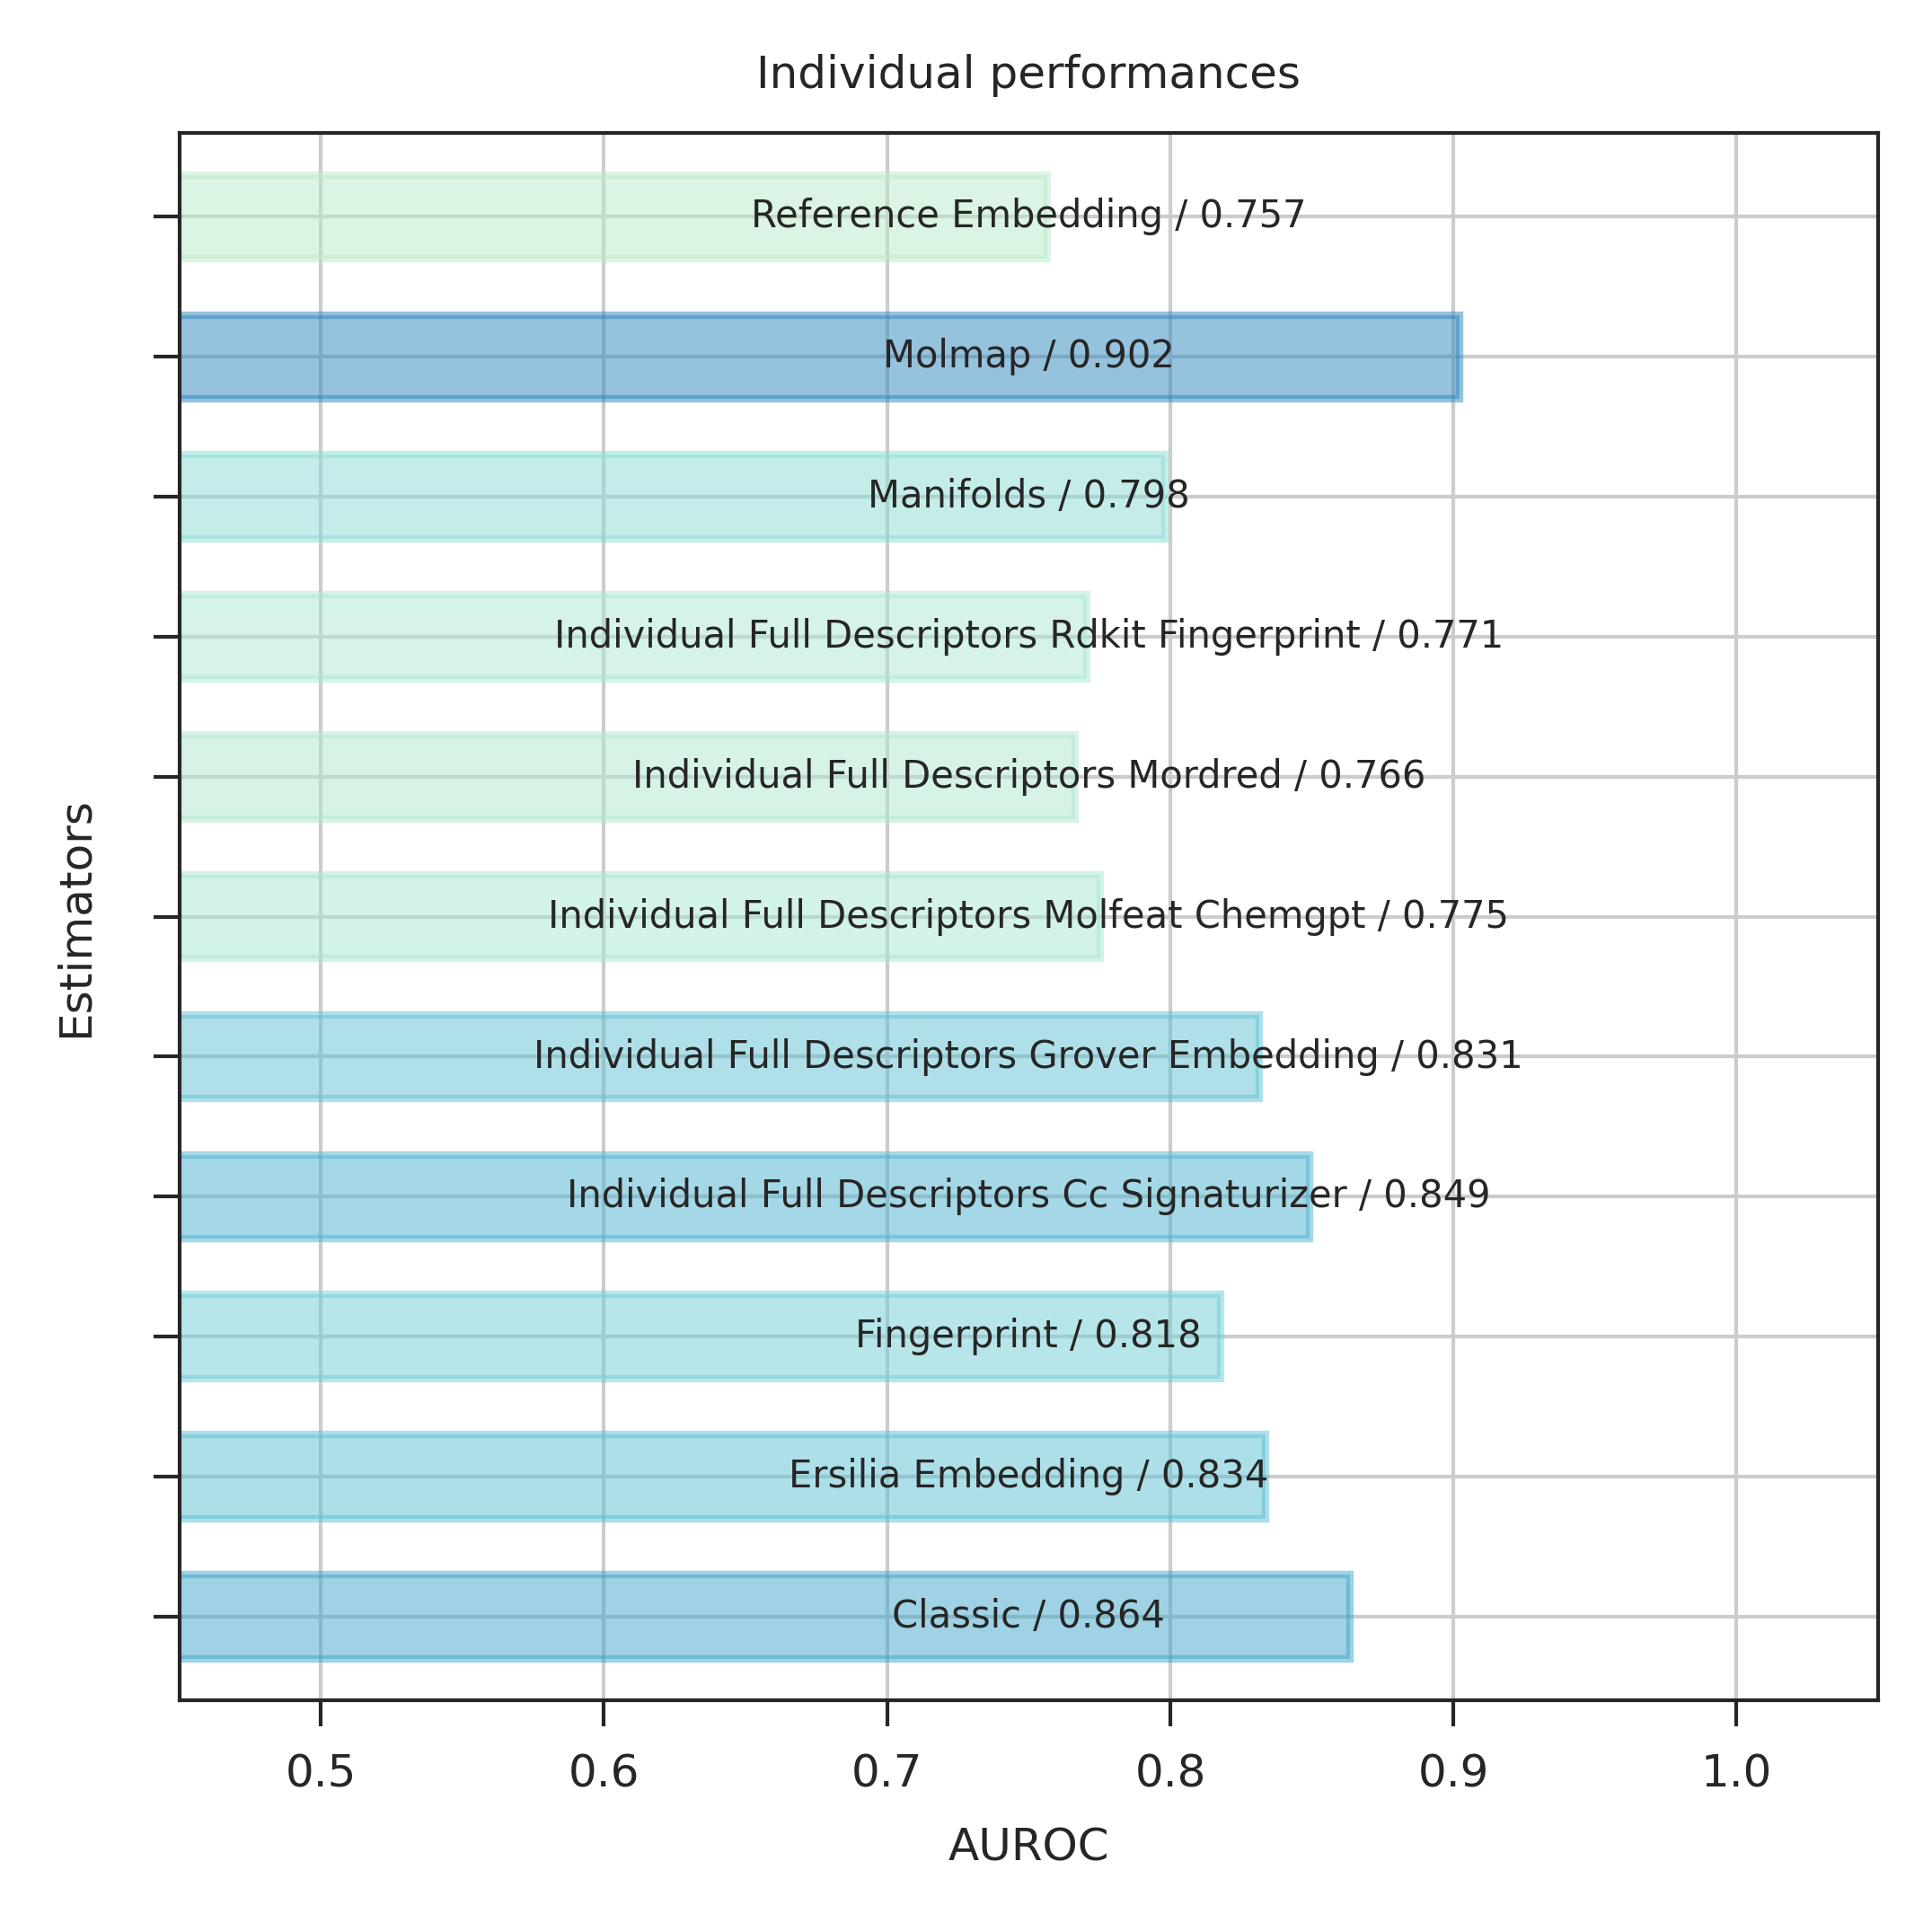 Individual performances
Reference Embedding / 0.757
Molmap / 0.902
Manifolds / 0.798
Individual Full Descriptors Rdkit Fingerprint / 0.771
Individual Full Descriptors Mordred / 0.766
Individual Full Descriptors Molfeat Chemgpt / 0.775
Individual Full Descriptors Grover Embedding / 0.831
Individual Full Descriptors Cc Signaturizer / 0.849
Fingerprint / 0.818
Ersilia Embedding / 0.834
Classic / 0.864
Estimators
0.5 0.6 0.7 0.8 0.9 1.0
AUROC